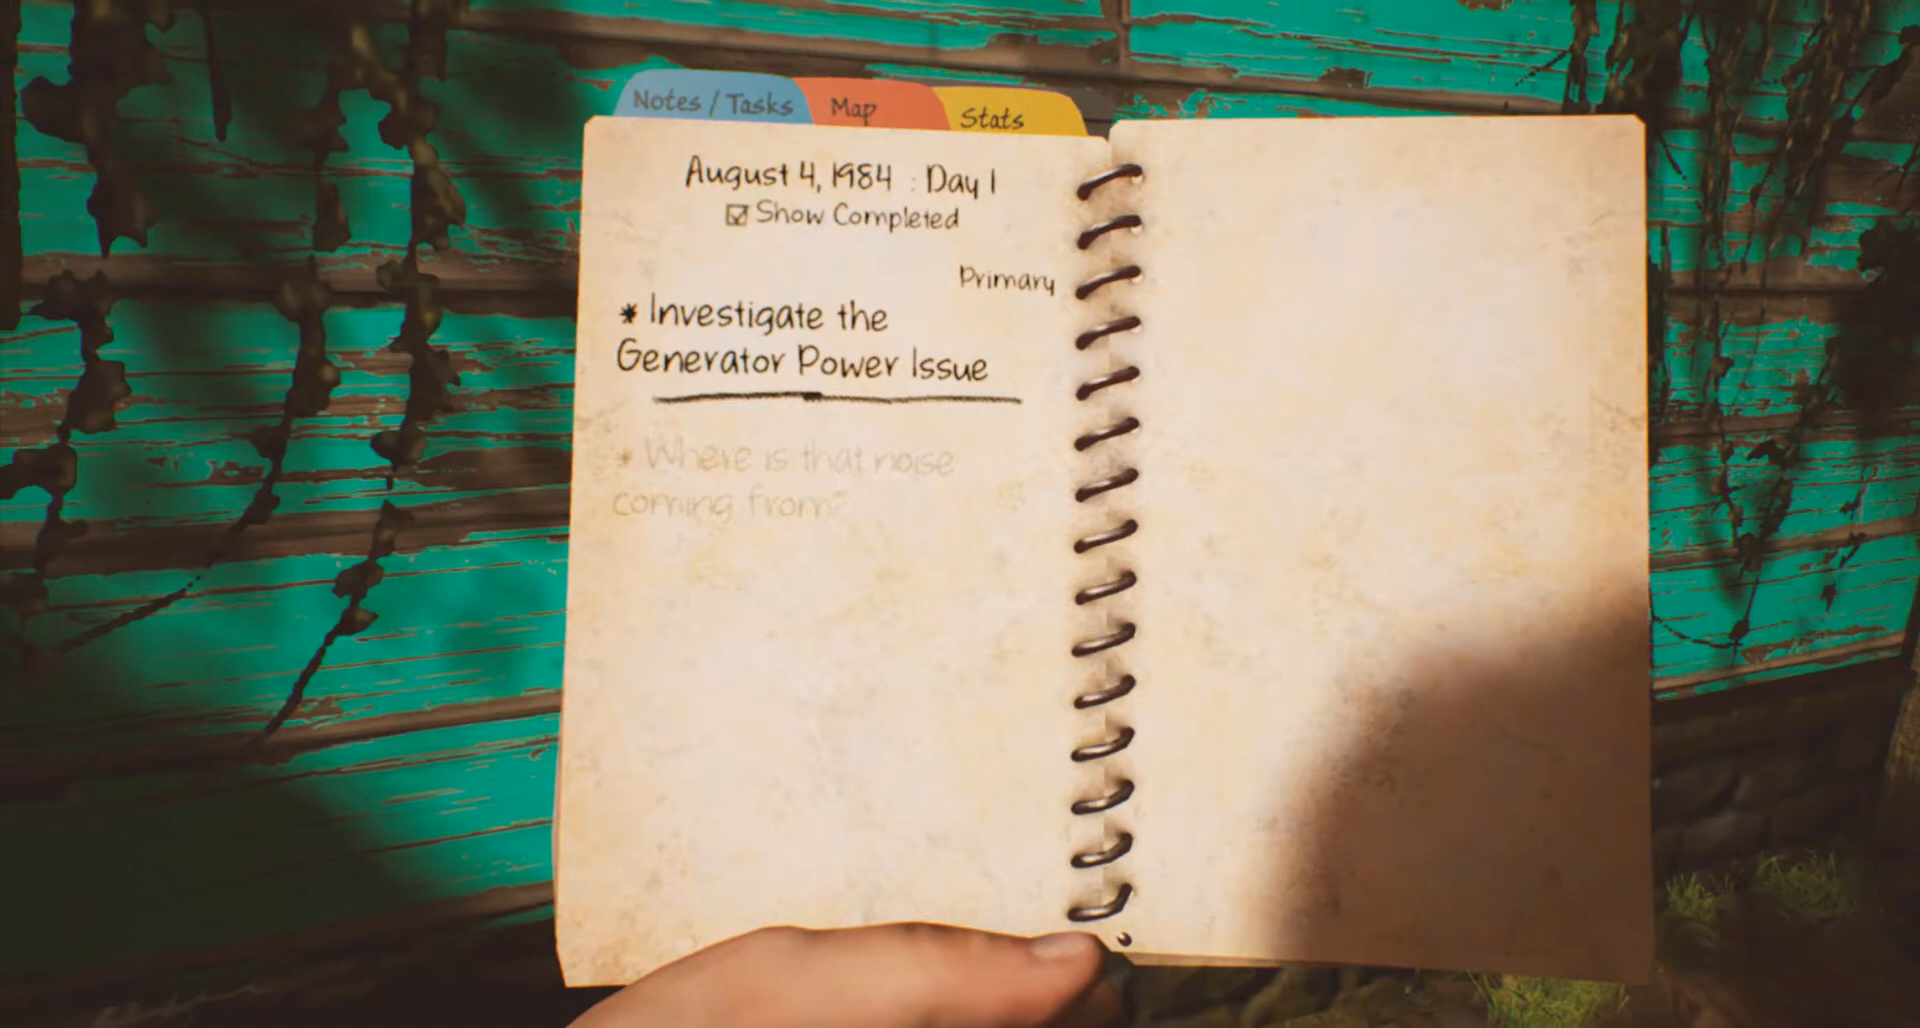 Notes / Tasks Map Stats
August 4, 1984 : Day 1
Show Completed
Primary
* Investigate the
Generator Power Issue
* Where is that noise
coming from?